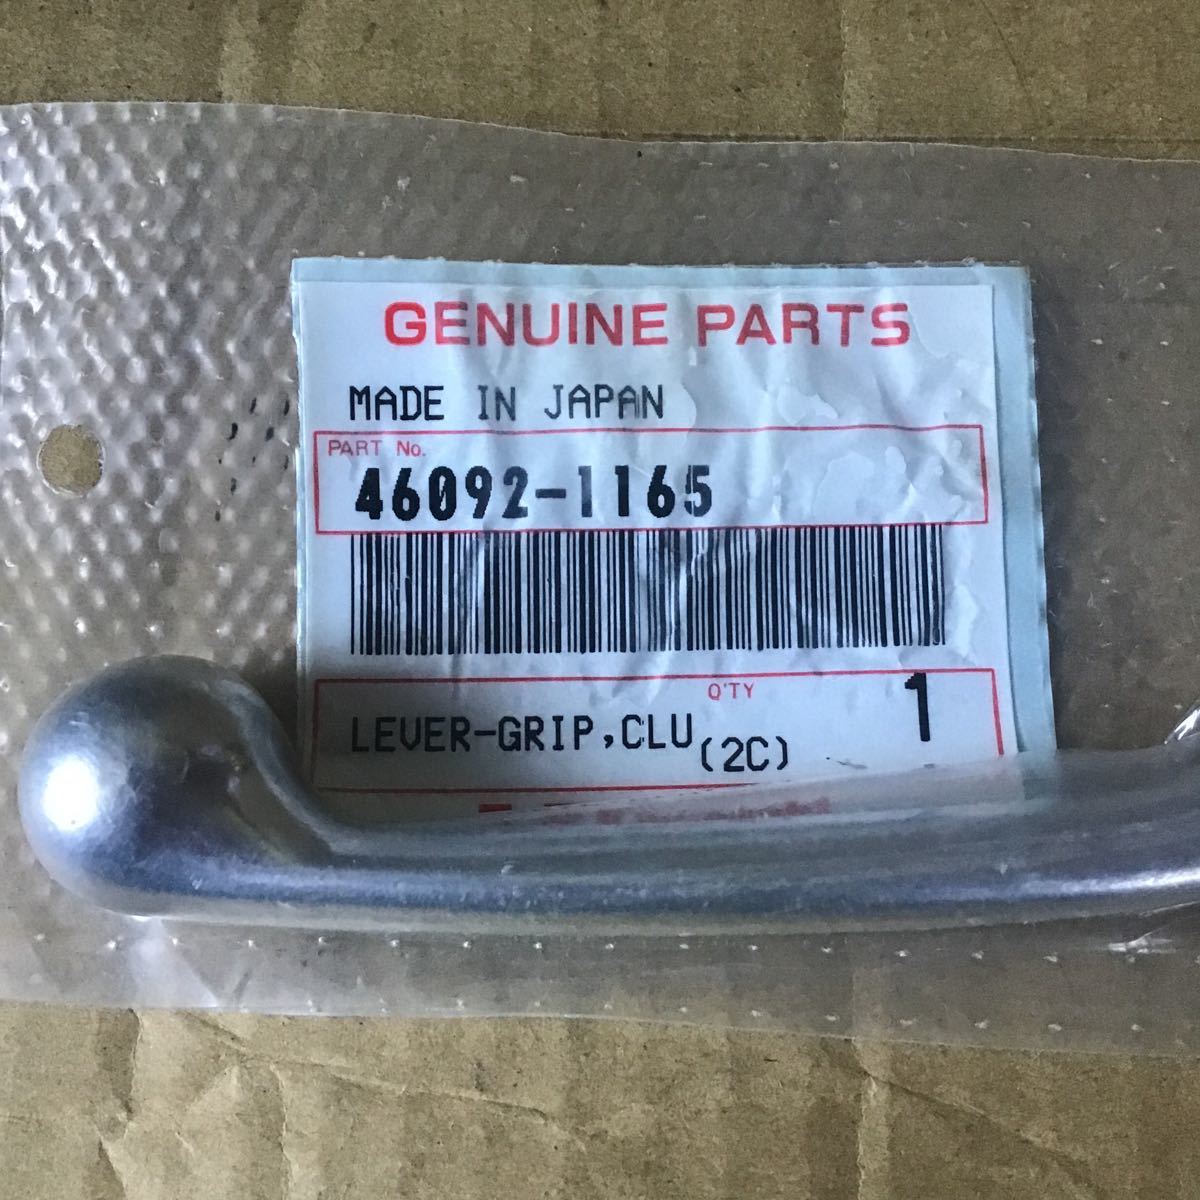 GENUINE PARTS
MADE IN JAPAN
PART No.
46092-1165
Q'TY 1
LEVER-GRIP,CLU (2C)